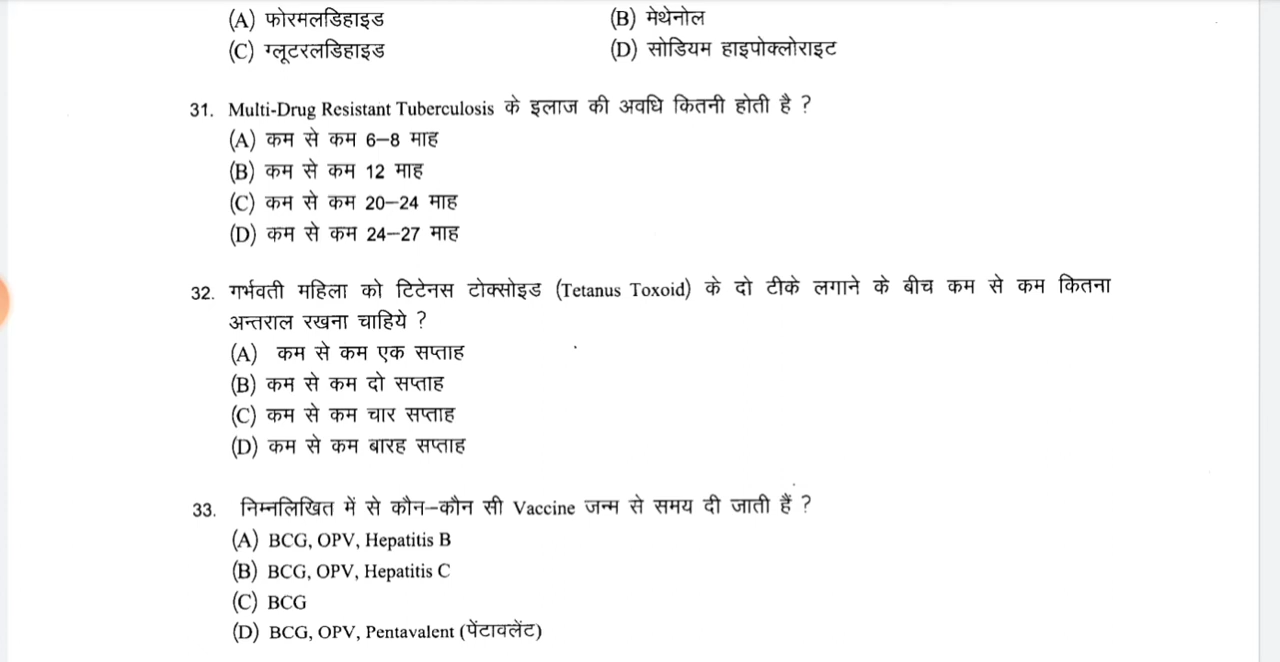 (A) फोरमलडिहाइड (B) मेथेनोल
(C) ग्लूटरलडिहाइड (D) सोडियम हाइपोक्लोराइट
31. Multi-Drug Resistant Tuberculosis के इलाज की अवधि कितनी होती है ?
(A) कम से कम 6–8 माह
(B) कम से कम 12 माह
(C) कम से कम 20–24 माह
(D) कम से कम 24–27 माह
32. गर्भवती महिला को टिटेनस टोक्सोइड (Tetanus Toxoid) के दो टीके लगाने के बीच कम से कम कितना
अन्तराल रखना चाहिये ?
(A) कम से कम एक सप्ताह
(B) कम से कम दो सप्ताह
(C) कम से कम चार सप्ताह
(D) कम से कम बारह सप्ताह
33. निम्नलिखित में से कौन–कौन सी Vaccine जन्म से समय दी जाती हैं ?
(A) BCG, OPV, Hepatitis B
(B) BCG, OPV, Hepatitis C
(C) BCG
(D) BCG, OPV, Pentavalent (पेंटावलेंट)